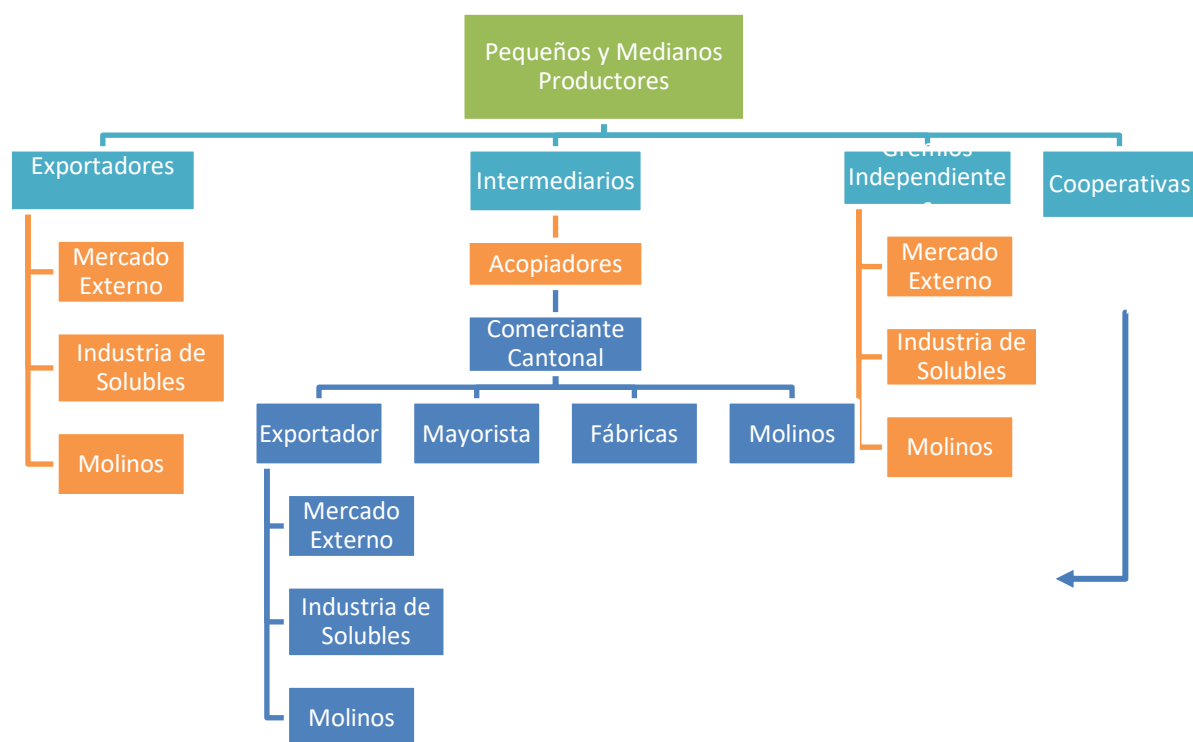 Pequeños y Medianos
Productores
Exportadores
Intermediarios
Gremios
Independiente
Cooperativas
Mercado
Externo
Industria de
Solubles
Molinos
Acopiadores
Comerciante
Cantonal
Mercado
Externo
Industria de
Solubles
Molinos
Exportador
Mayorista
Fábricas
Molinos
Mercado
Externo
Industria de
Solubles
Molinos